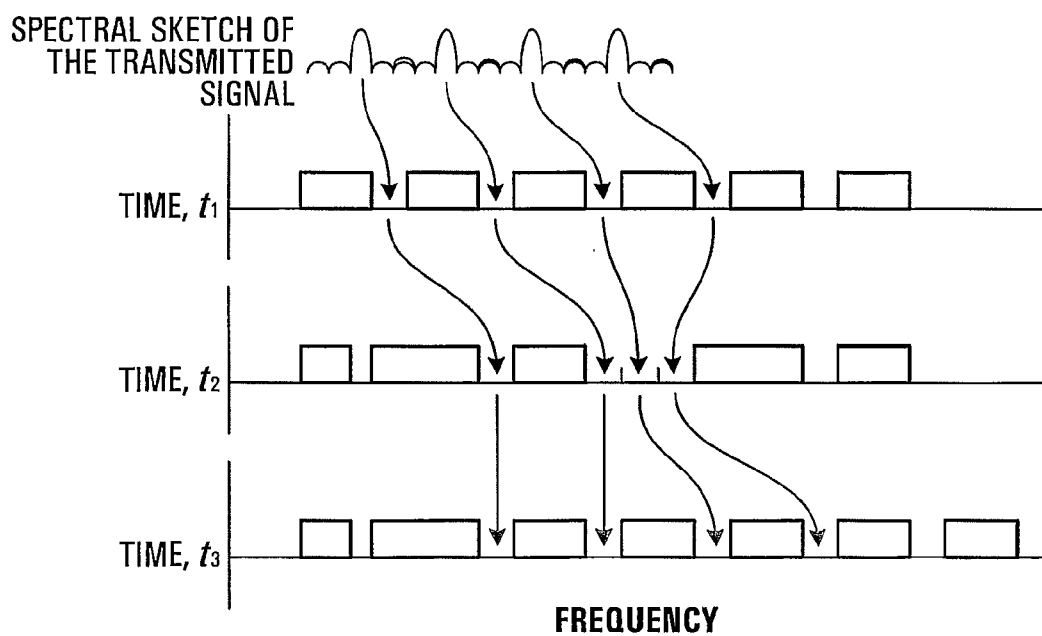 SPECTRAL SKETCH OF
THE TRANSMITTED
SIGNAL
TIME, t1
TIME, t2
TIME, t3
FREQUENCY